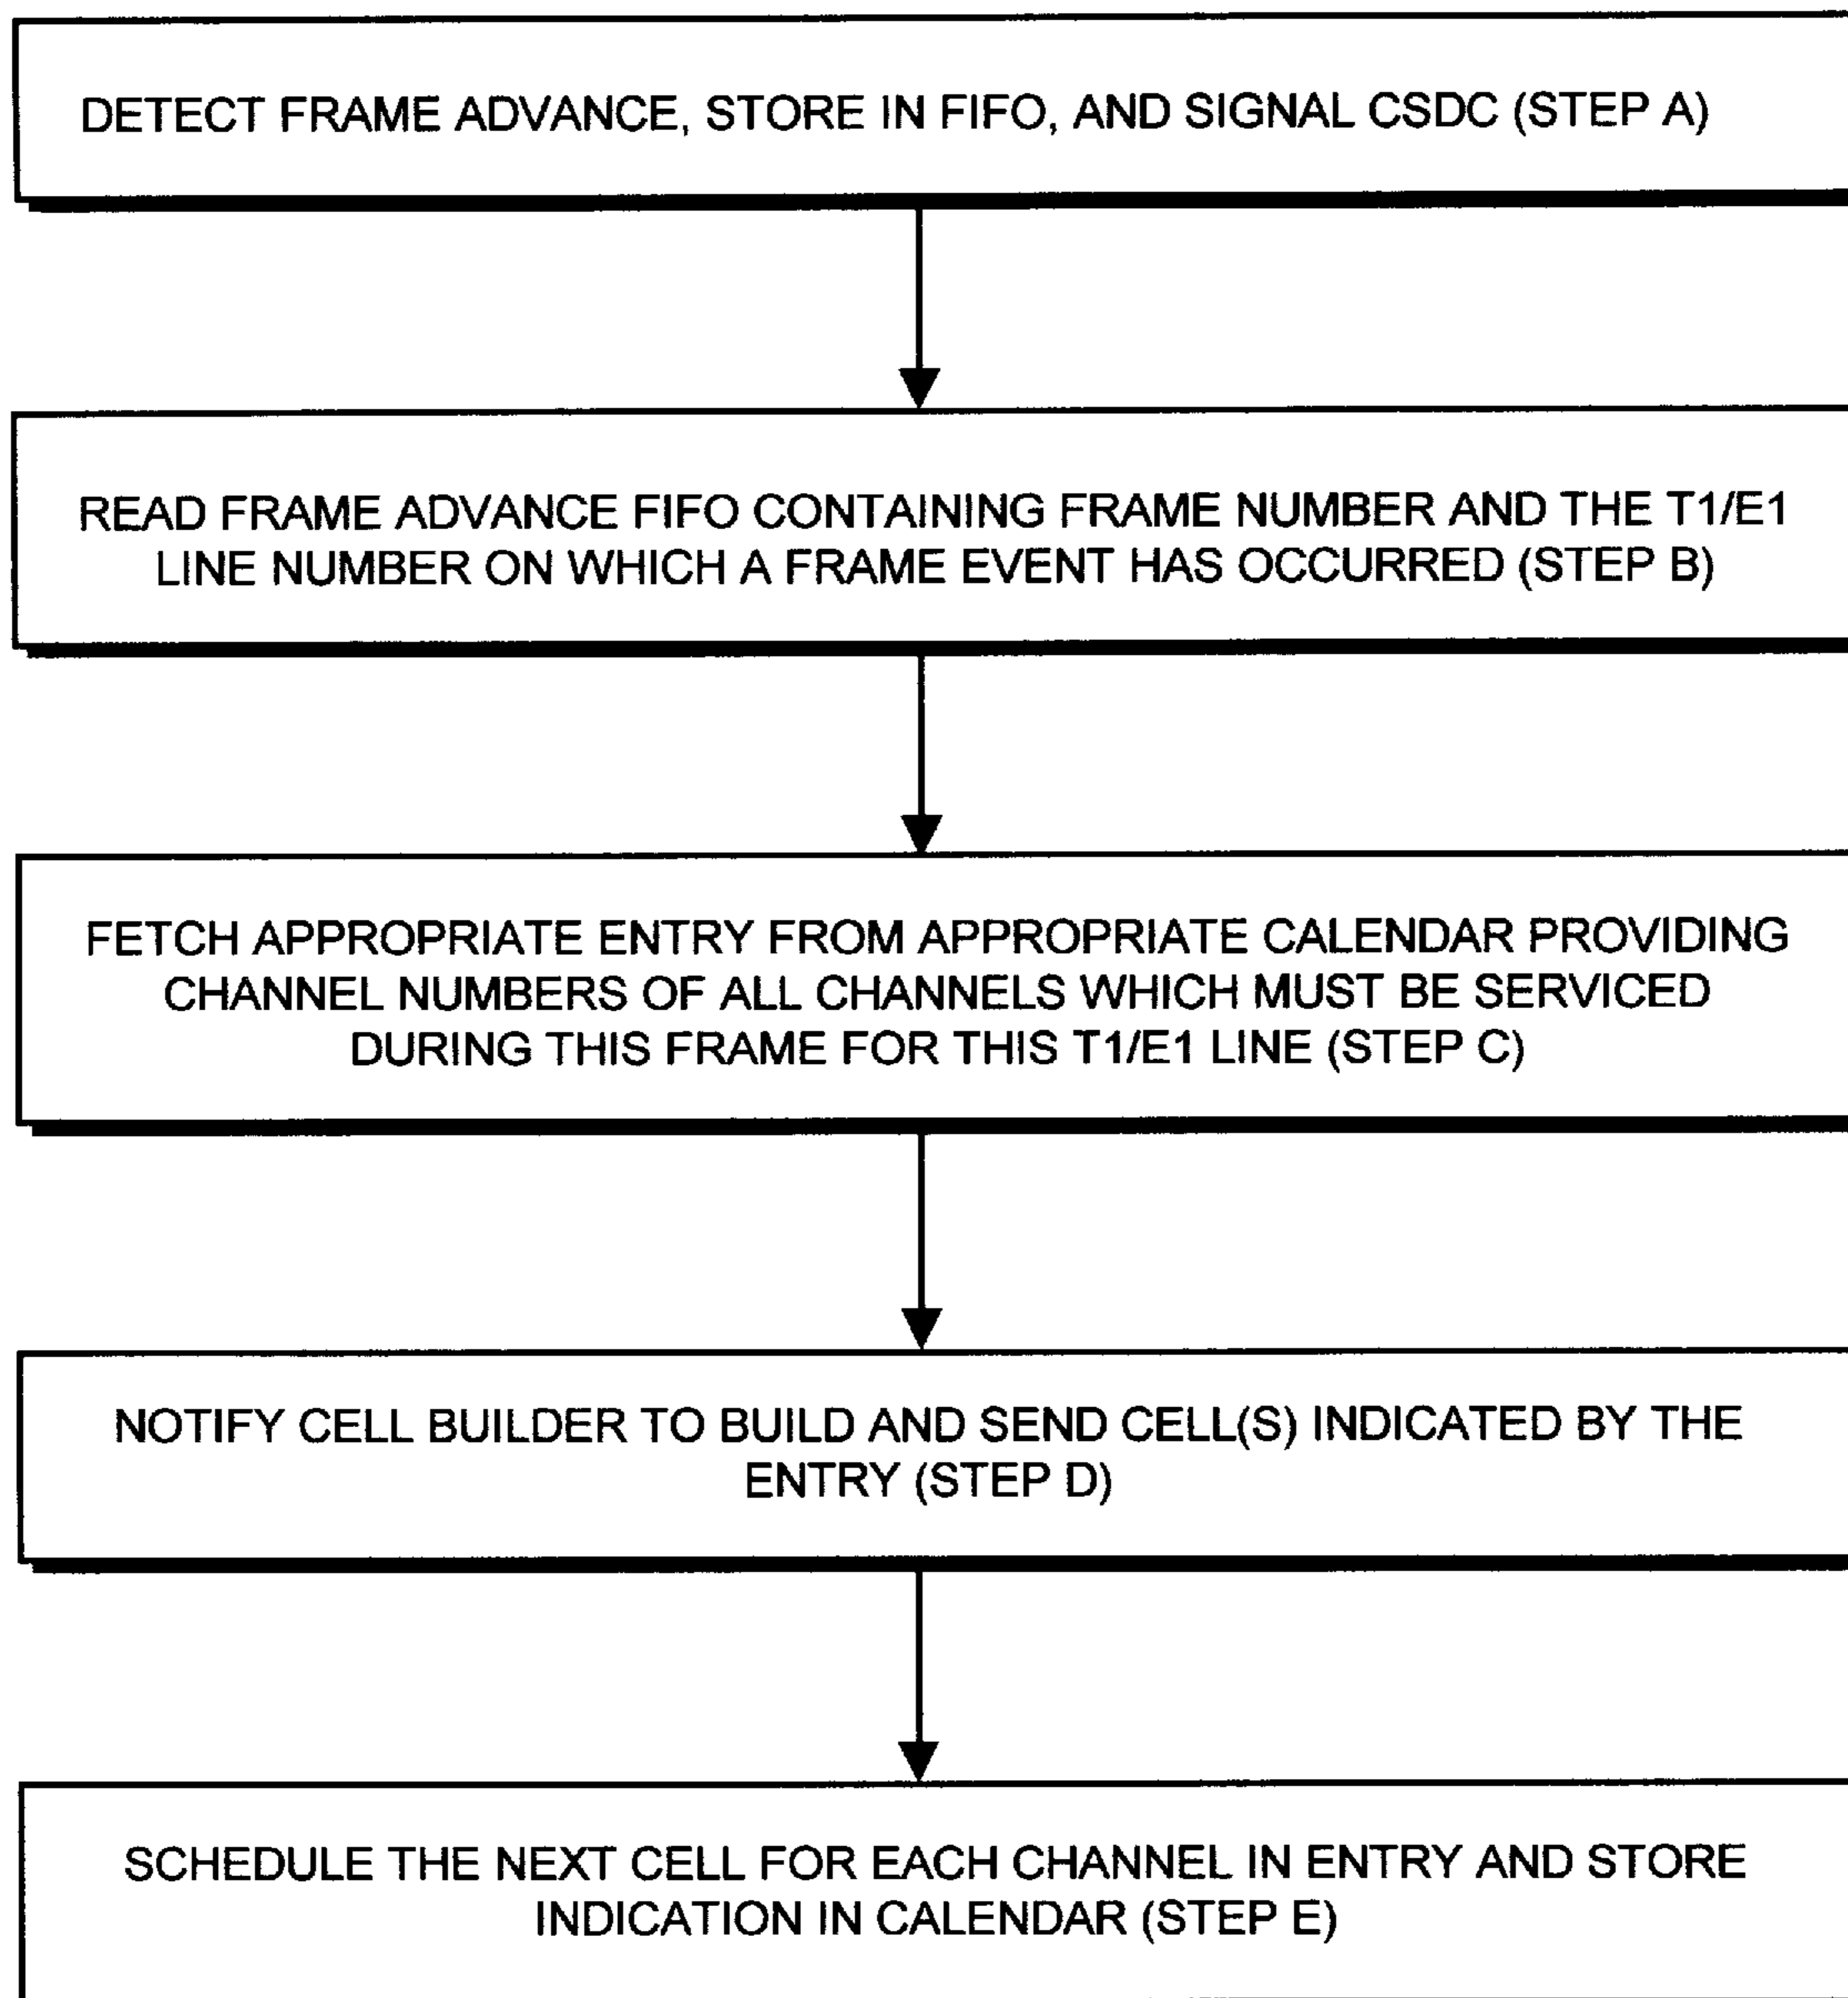 DETECT FRAME ADVANCE, STORE IN FIFO, AND SIGNAL CSDC (STEP A)
READ FRAME ADVANCE FIFO CONTAINING FRAME NUMBER AND THE T1/E1
LINE NUMBER ON WHICH A FRAME EVENT HAS OCCURRED (STEP B)
FETCH APPROPRIATE ENTRY FROM APPROPRIATE CALENDAR PROVIDING
CHANNEL NUMBERS OF ALL CHANNELS WHICH MUST BE SERVICED
DURING THIS FRAME FOR THIS T1/E1 LINE (STEP C)
NOTIFY CELL BUILDER TO BUILD AND SEND CELL(S) INDICATED BY THE
ENTRY (STEP D)
SCHEDULE THE NEXT CELL FOR EACH CHANNEL IN ENTRY AND STORE
INDICATION IN CALENDAR (STEP E)